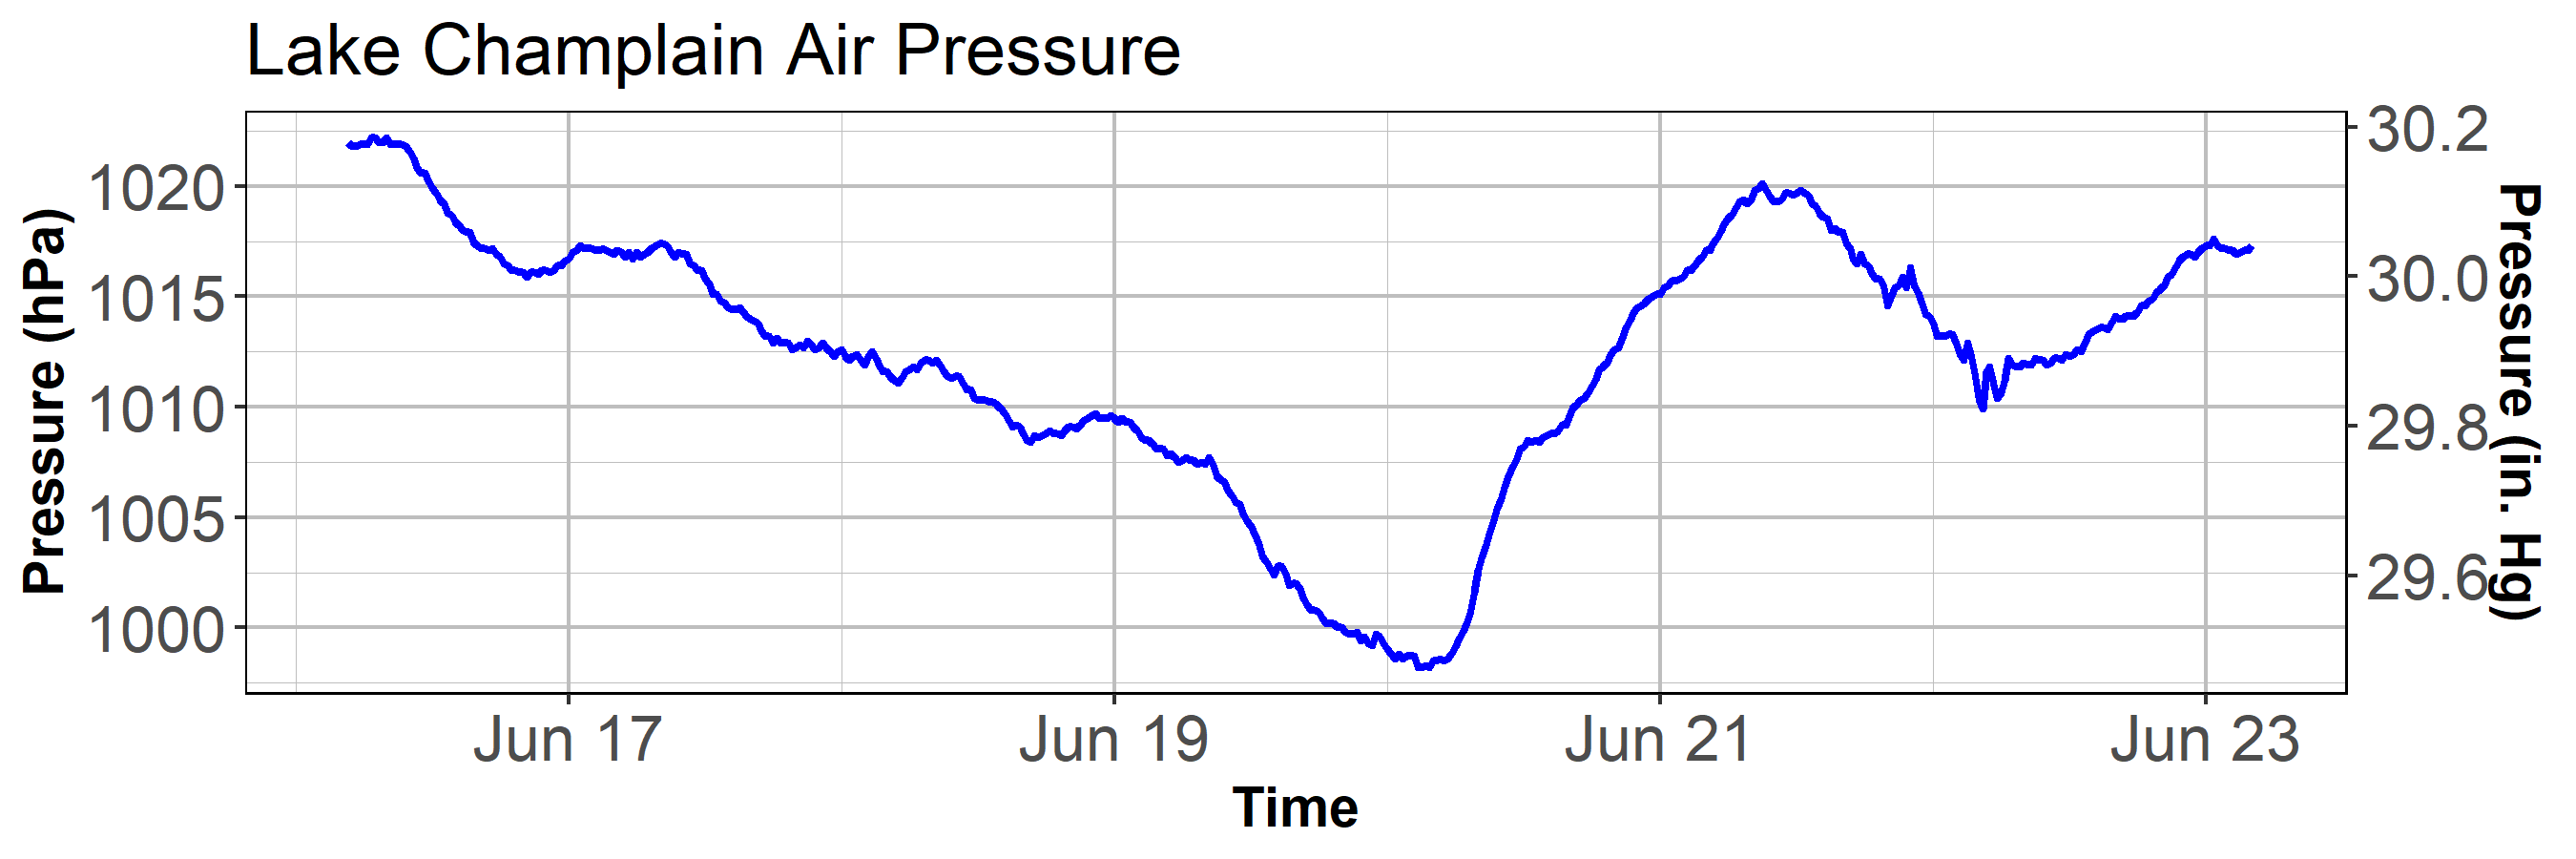 Lake Champlain Air Pressure
Pressure (hPa)
1020
1015
1010
1005
1000
30.2
30.0
29.8
29.6
Pressure (in. Hg)
Jun 17
Jun 19
Jun 21
Jun 23
Time